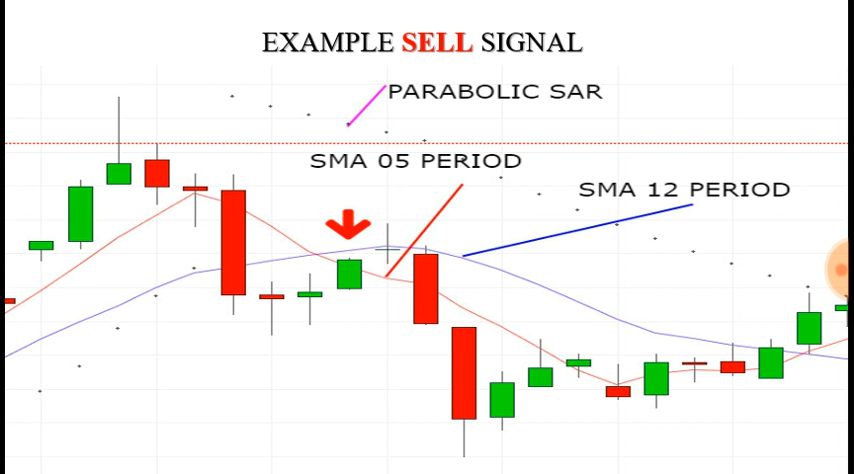 EXAMPLE SELL SIGNAL
PARABOLIC SAR
SMA 05 PERIOD
SMA 12 PERIOD